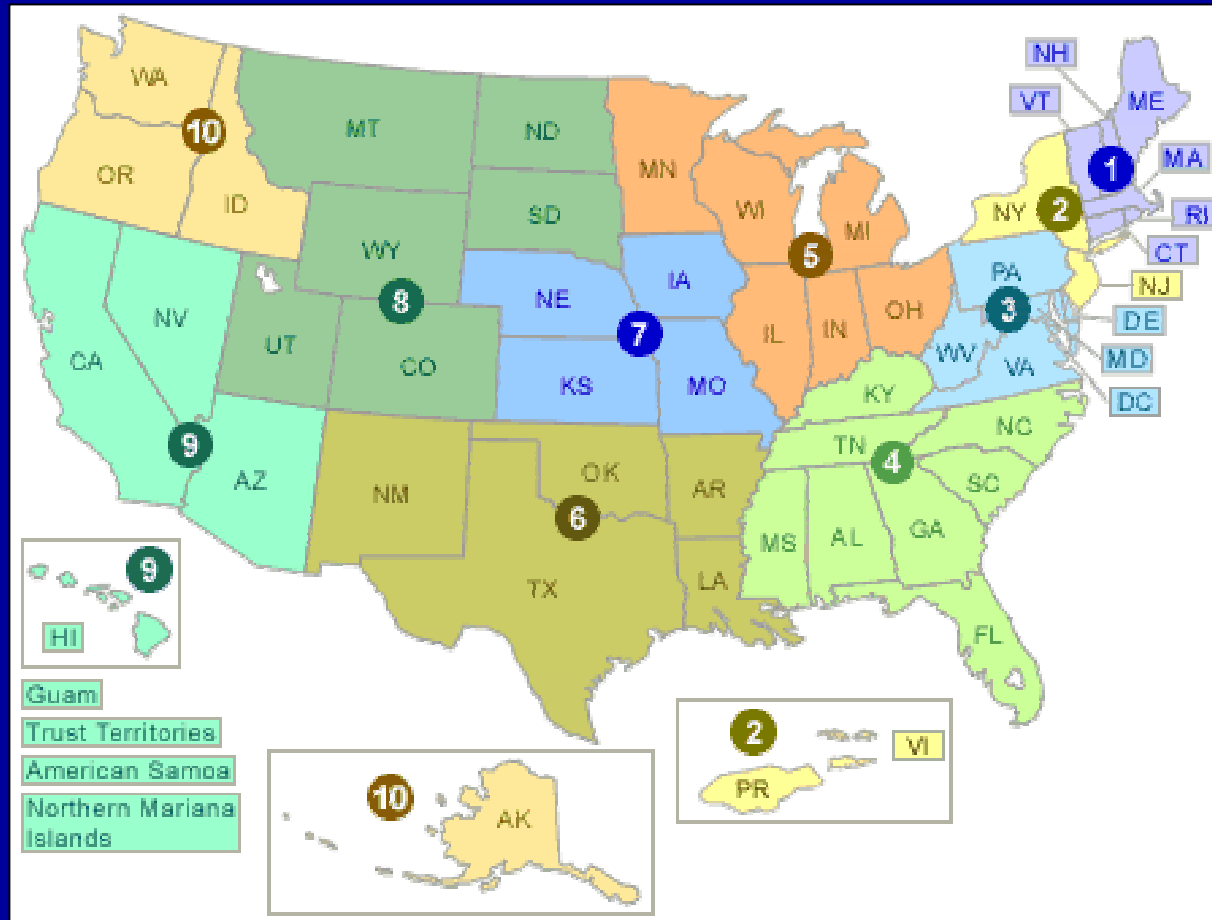 NH
WA
VT
ME
MT
ND
10
MN
MA
OR
1
ID
SD
WI
NY
2
RI
MI
WY
5
CT
PA
IA
NJ
NE
8
3
NV
OH
DE
7
IL
IN
UT
WV
MD
CA
CO
VA
KS
MO
KY
DC
NC
9
TN
4
AZ
OK
SC
NM
AR
6
GA
MS
AL
9
LA
TX
HI
FL
Guam
Trust Territories
2
VI
American Samoa
PR
10
Northern Mariana
Islands
AK